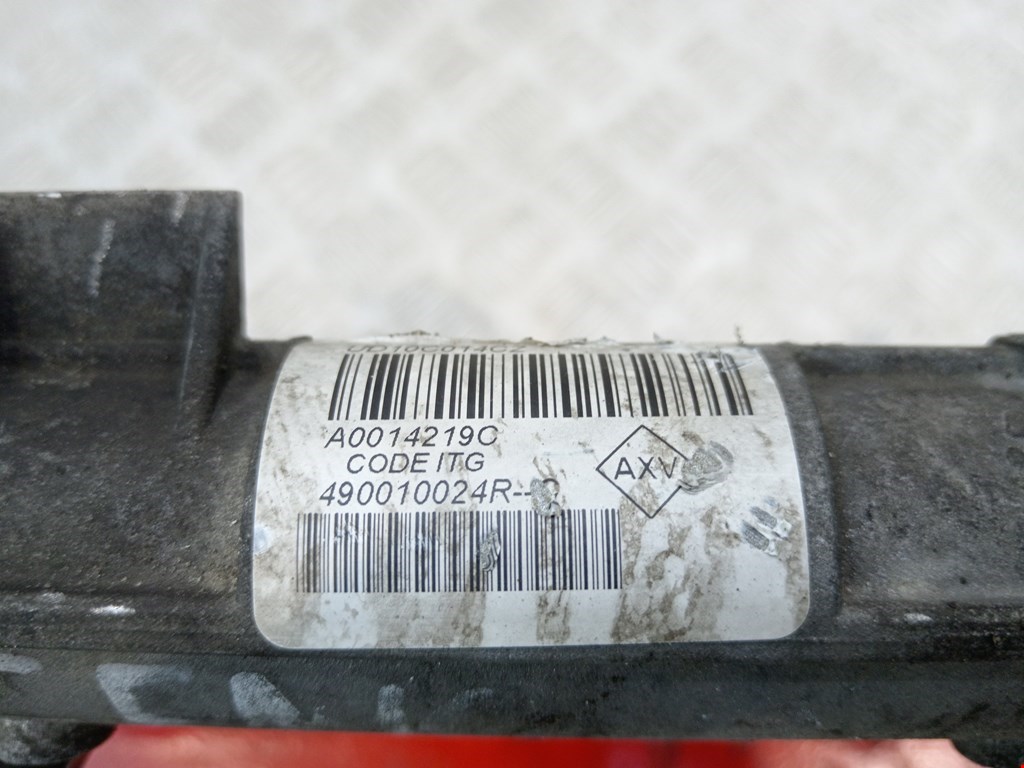 A0014219C
CODE ITG
490010024R--
AXV